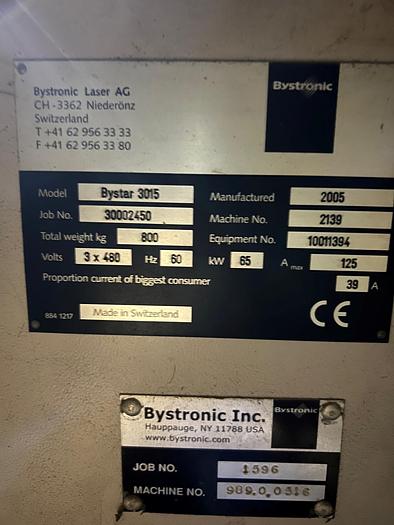 Bystronic Laser AG
CH-3362 Niederönz
Switzerland
T +41 62 956 33 33
F +41 62 956 33 80
Bystronic
Model Bystar 3015
Job No. 30002450
Total weight kg 800
Volts 3 x 480 Hz 60
Manufactured 2005
Machine No. 2139
Equipment No. 10011394
kW 65 A max 125
Proportion current of biggest consumer 39 A
884 1217 Made in Switzerland
CE
Bystronic Inc.
Hauppauge, NY 11788 USA
www.bystronic.com
Bystronic
JOB NO. 1596
MACHINE NO. 989.0.0516